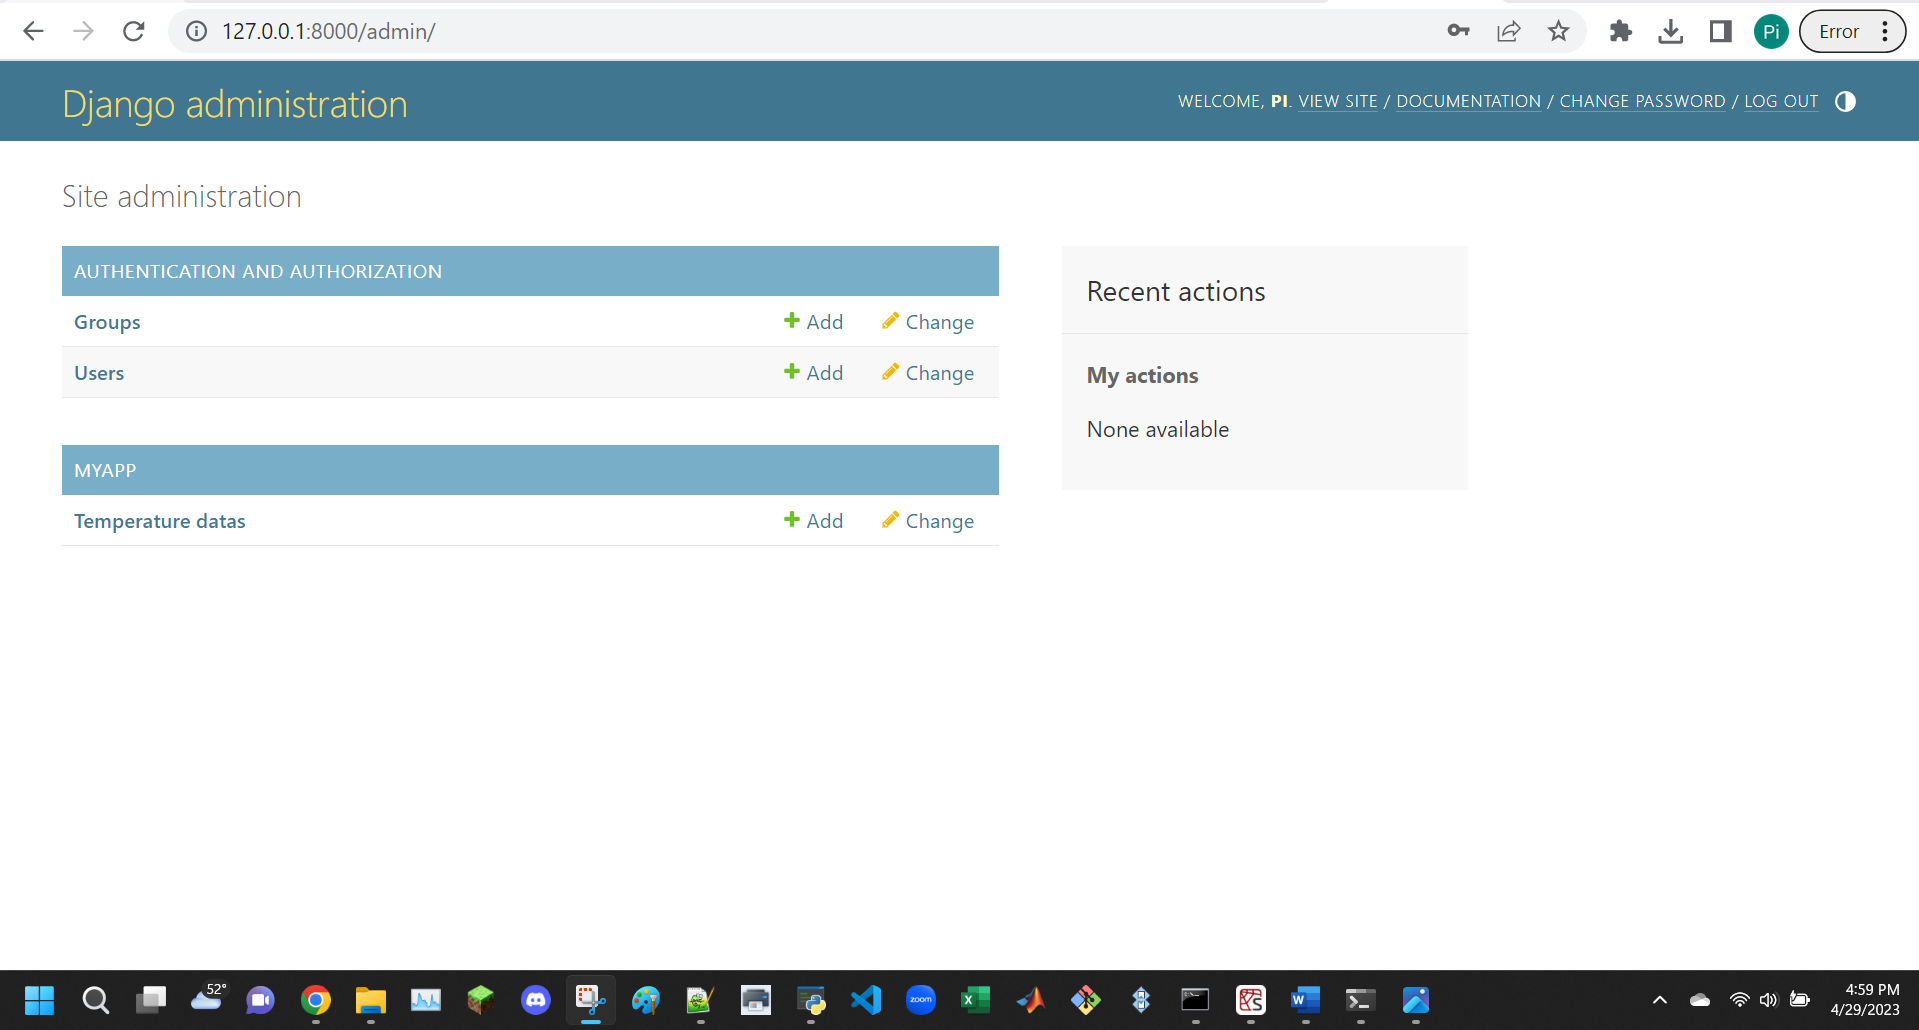 127.0.0.1:8000/admin/
Pi
Error
Django administration
WELCOME, PI. VIEW SITE / DOCUMENTATION / CHANGE PASSWORD / LOG OUT
Site administration
AUTHENTICATION AND AUTHORIZATION
Groups Add Change
Users Add Change
MYAPP
Temperature datas Add Change
Recent actions
My actions
None available
52°
zoom
4:59 PM
4/29/2023